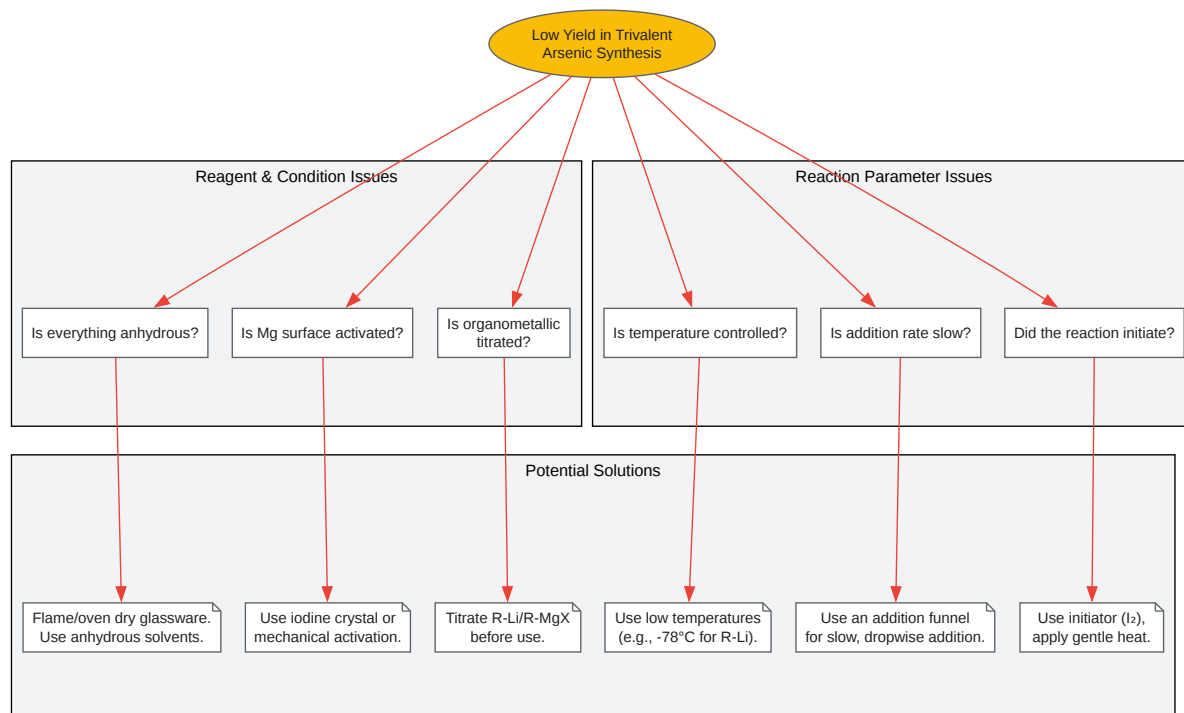 Low Yield in Trivalent
Arsenic Synthesis
Reagent & Condition Issues
Reaction Parameter Issues
Is everything anhydrous?
Is Mg surface activated?
Is organometallic
titrated?
Is temperature controlled?
Is addition rate slow?
Did the reaction initiate?
Potential Solutions
Flame/oven dry glassware.
Use anhydrous solvents.
Use iodine crystal or
mechanical activation.
Titrate R-Li/R-MgX
before use.
Use low temperatures
(e.g., -78°C for R-Li).
Use an addition funnel
for slow, dropwise addition.
Use initiator (I₂),
apply gentle heat.